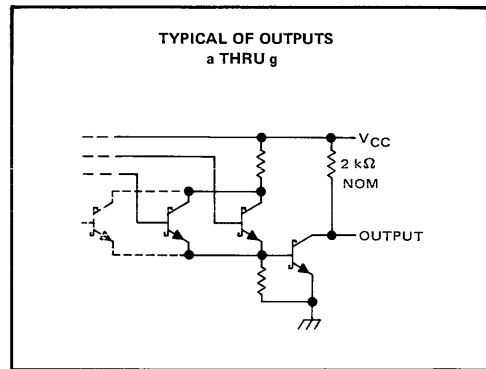 TYPICAL OF OUTPUTS
a THRU g
VCC
2 kΩ
NOM
OUTPUT